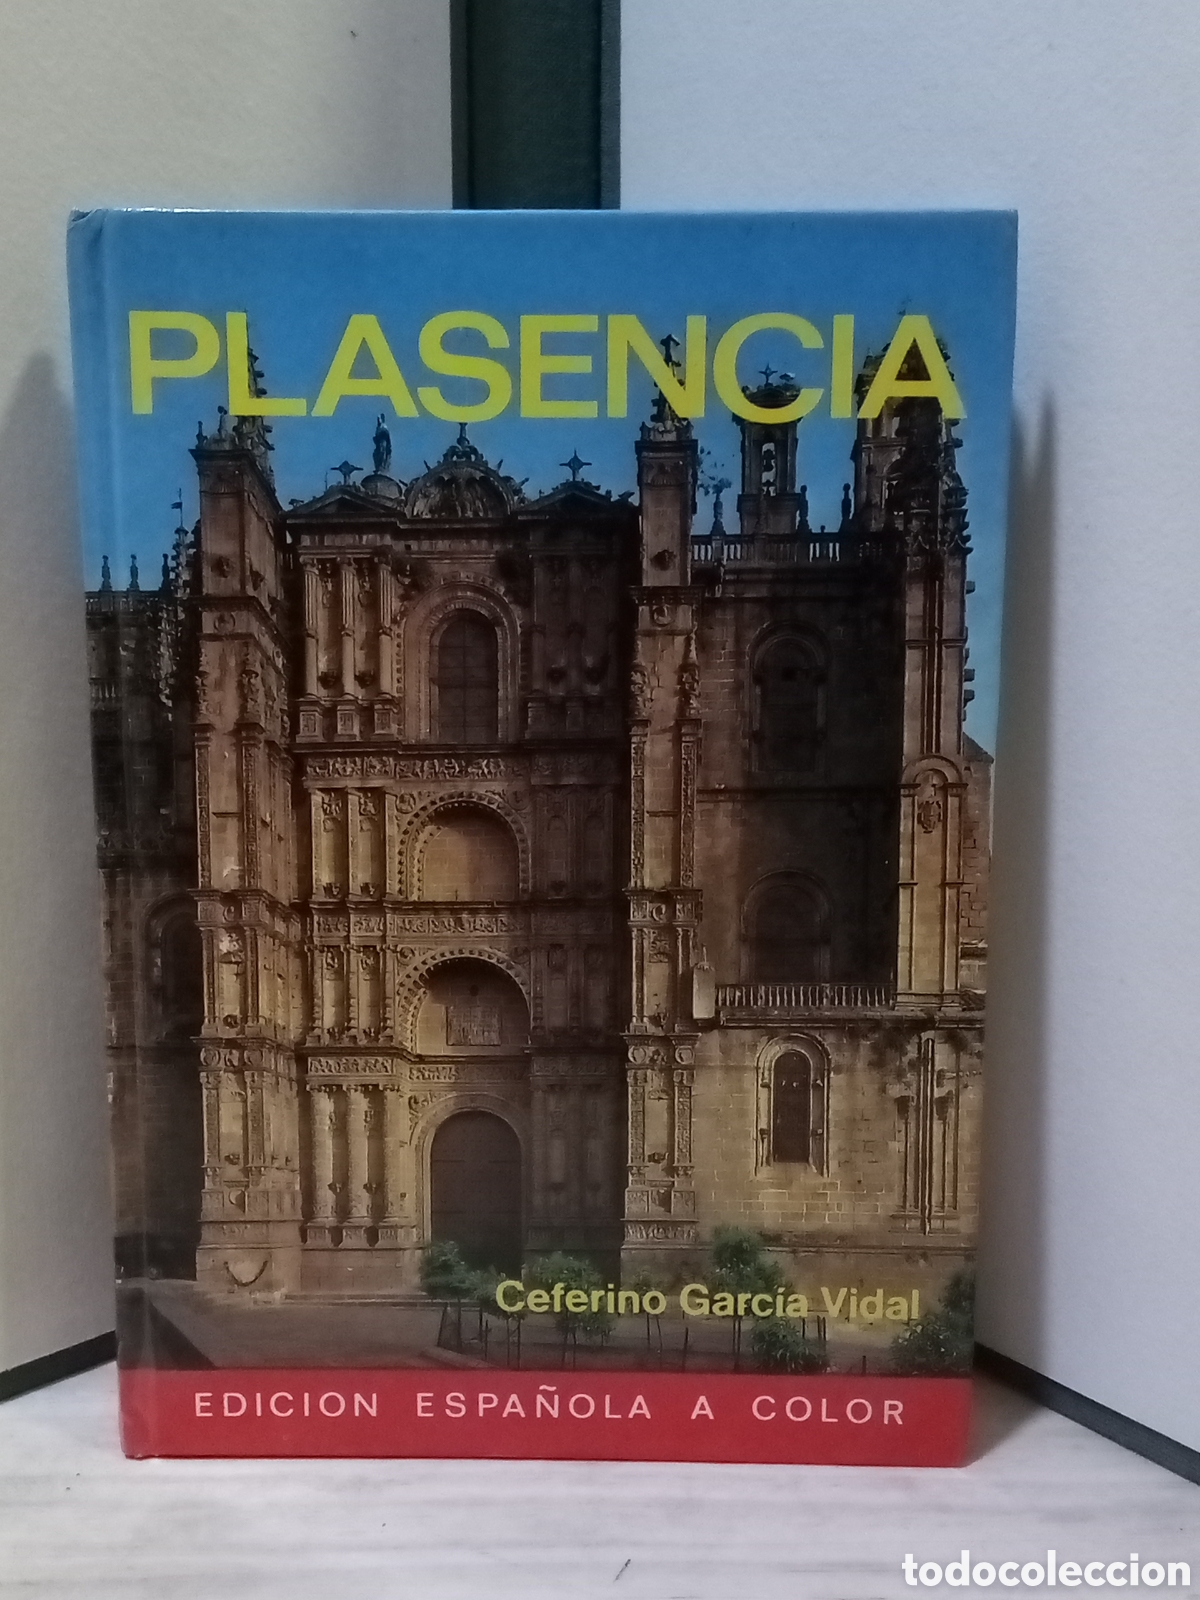 PLASENCIA
Ceferino García Vidal
EDICION ESPAÑOLA A COLOR
todocoleccion